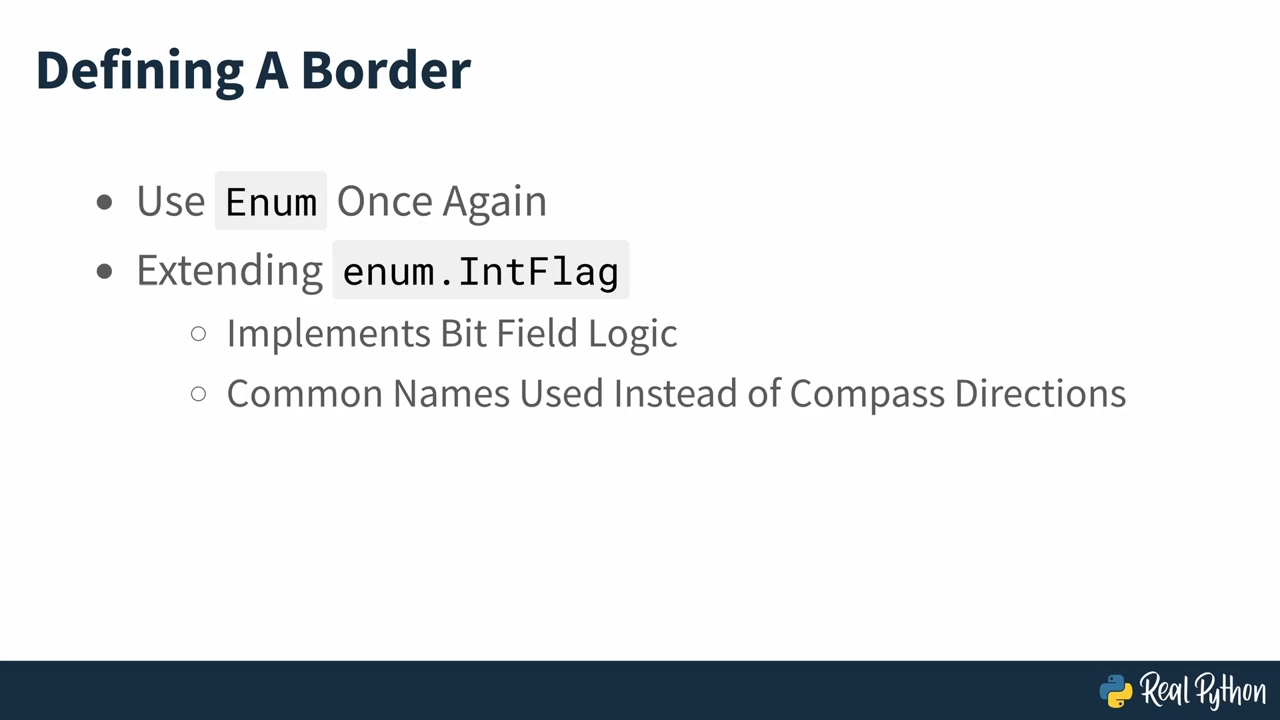 Defining A Border
• Use Enum Once Again
• Extending enum.IntFlag
○ Implements Bit Field Logic
○ Common Names Used Instead of Compass Directions
Real Python